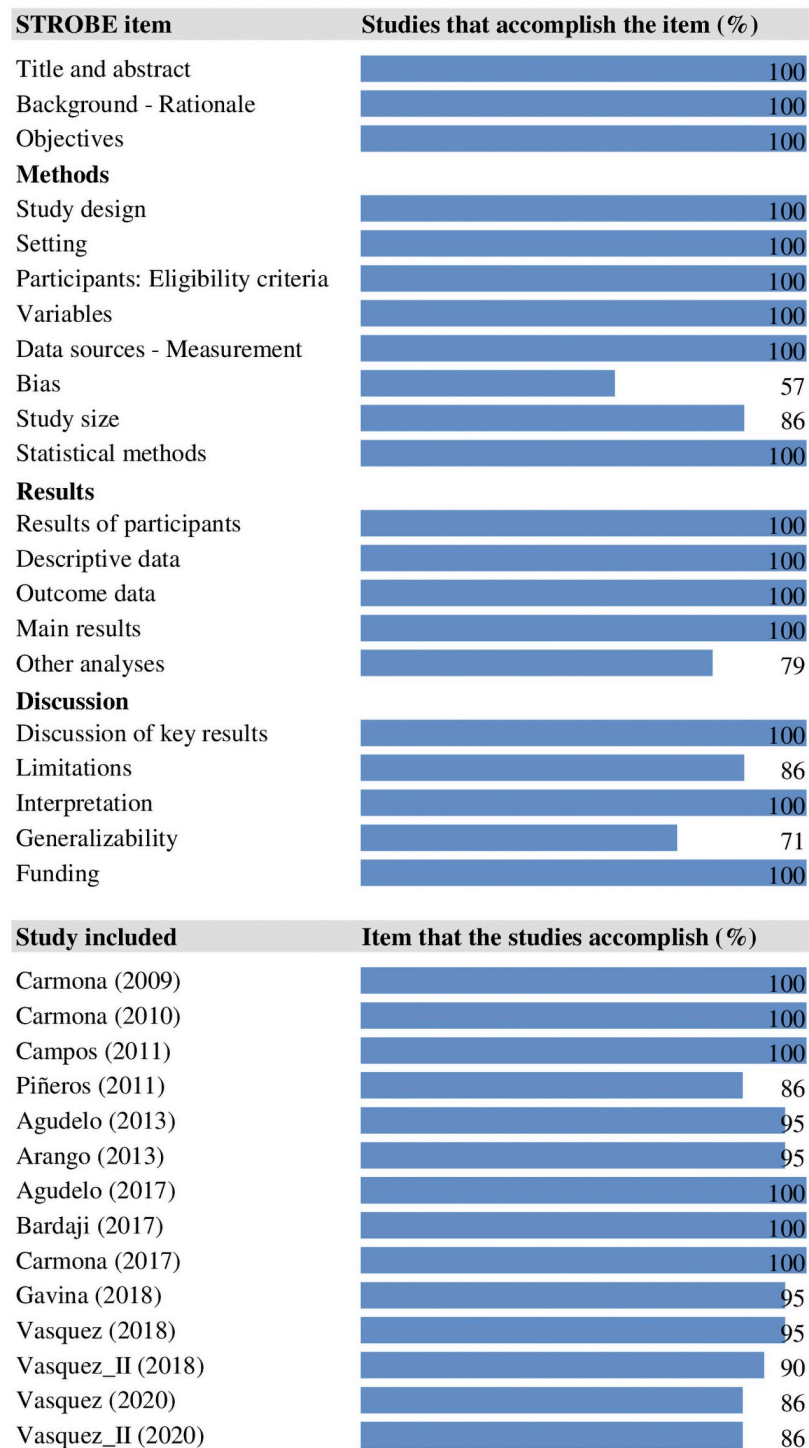 STROBE item Studies that accomplish the item (%)
Title and abstract 100
Background - Rationale 100
Objectives 100
Methods
Study design 100
Setting 100
Participants: Eligibility criteria 100
Variables 100
Data sources - Measurement 100
Bias 57
Study size 86
Statistical methods 100
Results
Results of participants 100
Descriptive data 100
Outcome data 100
Main results 100
Other analyses 79
Discussion
Discussion of key results 100
Limitations 86
Interpretation 100
Generalizability 71
Funding 100
Study included Item that the studies accomplish (%)
Carmona (2009) 100
Carmona (2010) 100
Campos (2011) 100
Piñeros (2011) 86
Agudelo (2013) 95
Arango (2013) 95
Agudelo (2017) 100
Bardaji (2017) 100
Carmona (2017) 100
Gavina (2018) 95
Vasquez (2018) 95
Vasquez_II (2018) 90
Vasquez (2020) 86
Vasquez_II (2020) 86